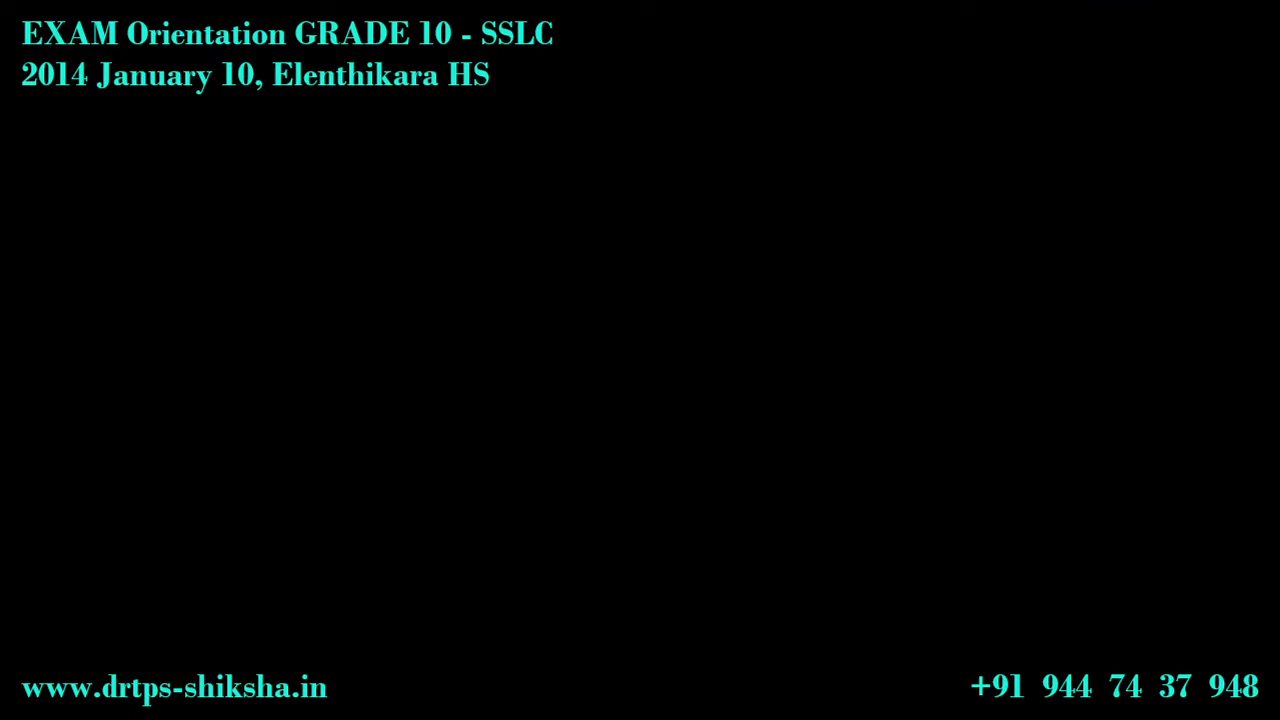 EXAM Orientation GRADE 10 - SSLC
2014 January 10, Elenthikara HS
www.drtps-shiksha.in
+91 944 74 37 948